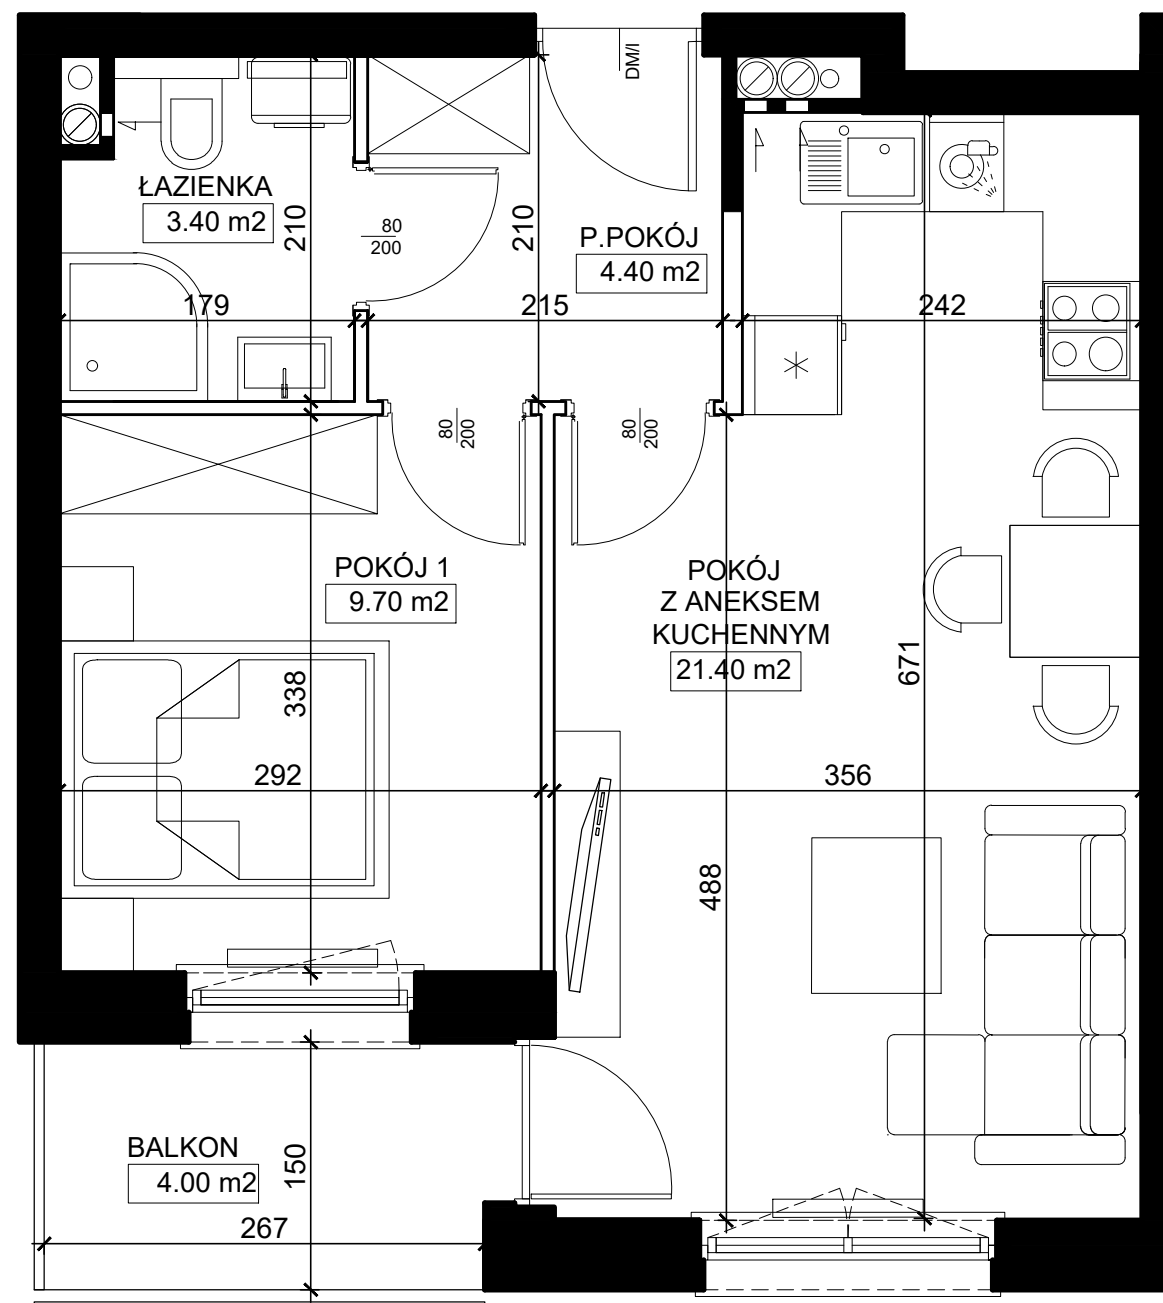 DM/I
ŁAZIENKA
3.40 m2
210
80
200
210
P.POKÓJ
4.40 m2
179
215
242
80
200
80
200
POKÓJ 1
9.70 m2
POKÓJ
Z ANEKSEM
KUCHENNYM
21.40 m2
671
338
292
356
488
BALKON
4.00 m2
150
267